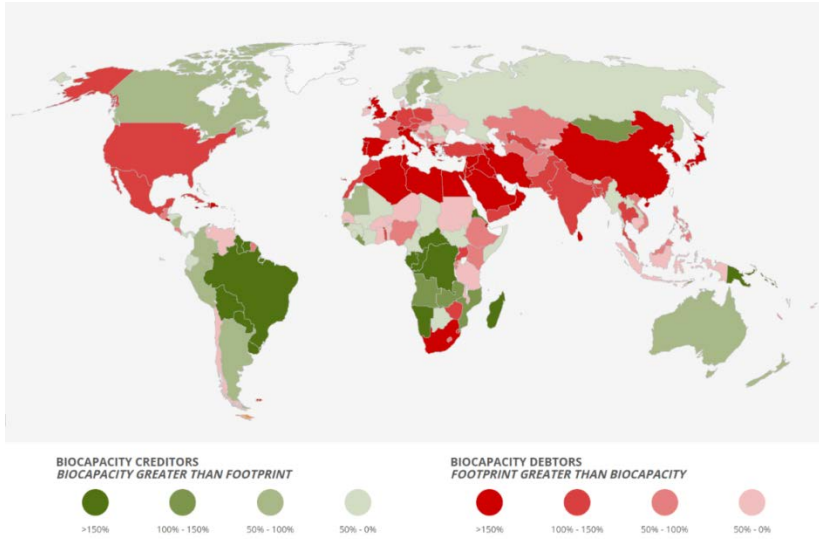 BIOCAPACITY CREDITORS
BIOCAPACITY GREATER THAN FOOTPRINT
>150%
100% - 150%
50% - 100%
50% - 0%
BIOCAPACITY DEBTORS
FOOTPRINT GREATER THAN BIOCAPACITY
>150%
100% - 150%
50% - 100%
50% - 0%